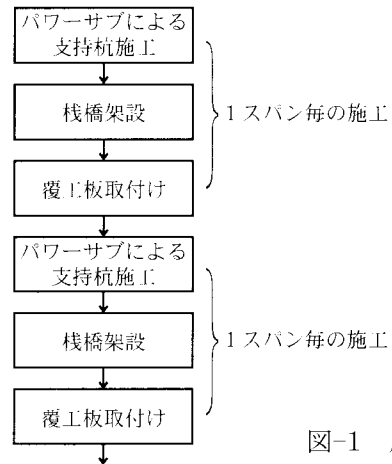 パワーサブによる
支持杭施工
桟橋架設
覆工板取付け
1スパン毎の施工
パワーサブによる
支持杭施工
桟橋架設
覆工板取付け
1スパン毎の施工
図-1